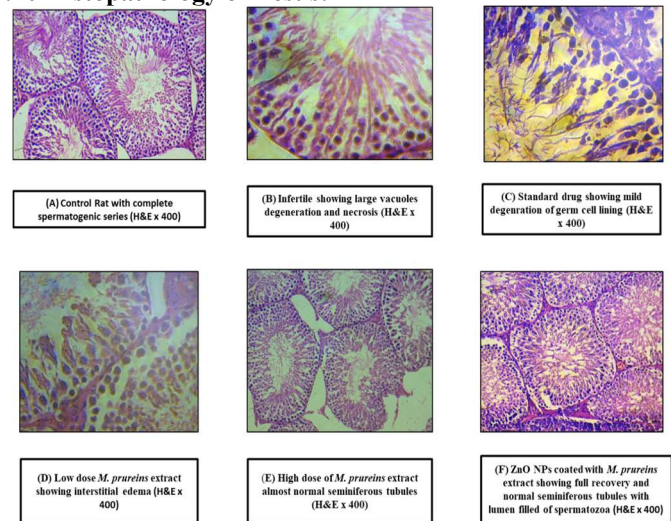 (A) Control Rat with complete
spermatogenic series (H&E x 400)
(B) Infertile showing large vacuoles
degeneration and necrosis (H&E x
400)
(C) Standard drug showing mild
degenration of germ cell lining (H&E
x 400)
(D) Low dose M. prureins extract
showing interstitial edema (H&E x
400)
(E) High dose of M. prureins extract
almost normal seminiferous tubules
(H&E x 400)
(F) ZnO NPs coated with M. prureins
extract showing full recovery and
normal seminiferous tubules with
lumen filled of spermatozoa (H&E x 400)